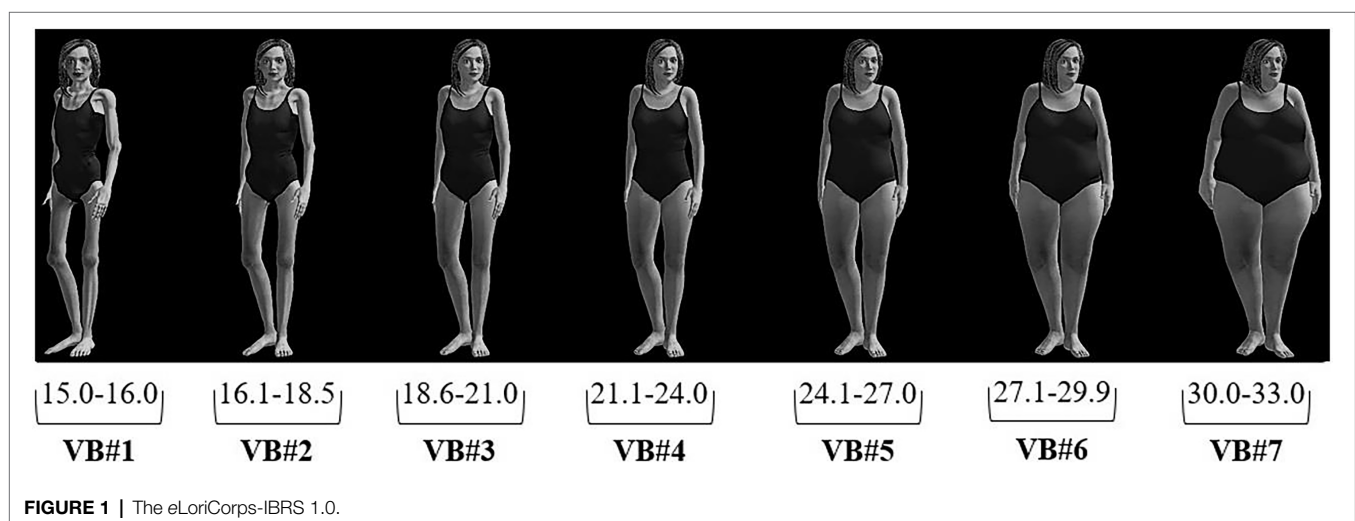 15.0-16.0 16.1-18.5 18.6-21.0 21.1-24.0 24.1-27.0 27.1-29.9 30.0-33.0
VB#1 VB#2 VB#3 VB#4 VB#5 VB#6 VB#7
FIGURE 1 | The eLoriCorps-IBRS 1.0.